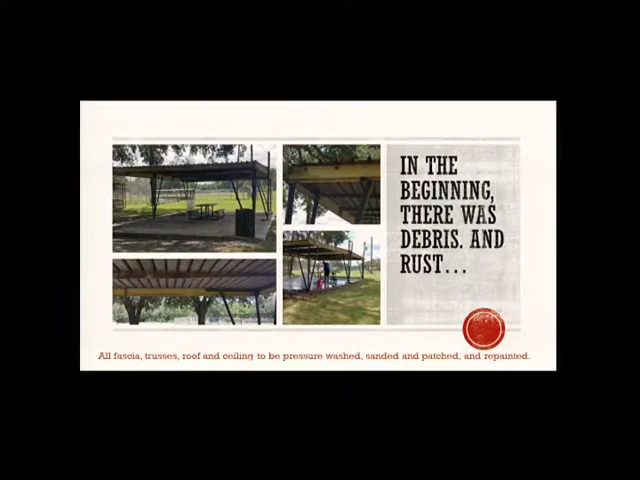 IN THE
BEGINNING,
THERE WAS
DEBRIS. AND
RUST...
All fascia, trusses, roof and ceiling to be pressure washed, sanded and patched, and repainted.